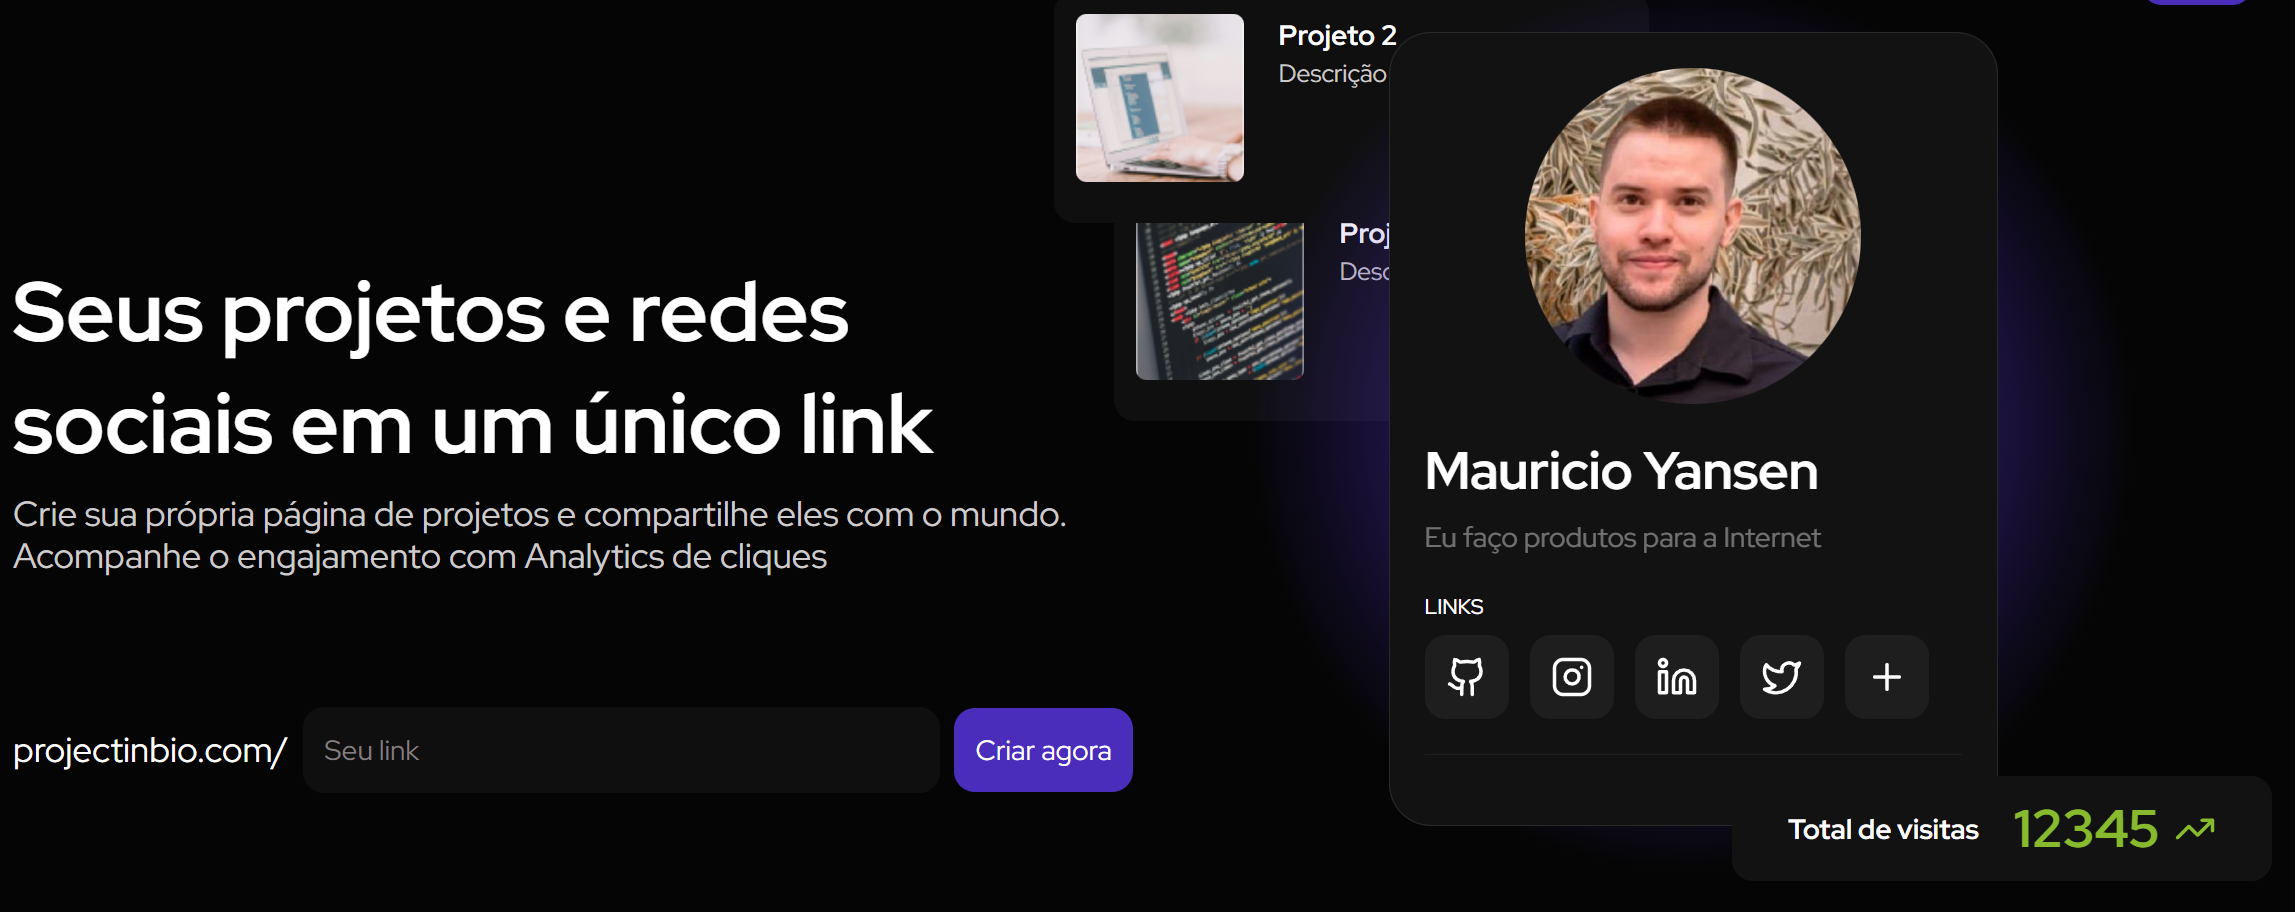 Projeto 2
Descrição
Proj
Desc
Seus projetos e redes
sociais em um único link
Crie sua própria página de projetos e compartilhe eles com o mundo.
Acompanhe o engajamento com Analytics de cliques
projectinbio.com/
Seu link
Criar agora
Mauricio Yansen
Eu faço produtos para a Internet
LINKS
Total de visitas 12345